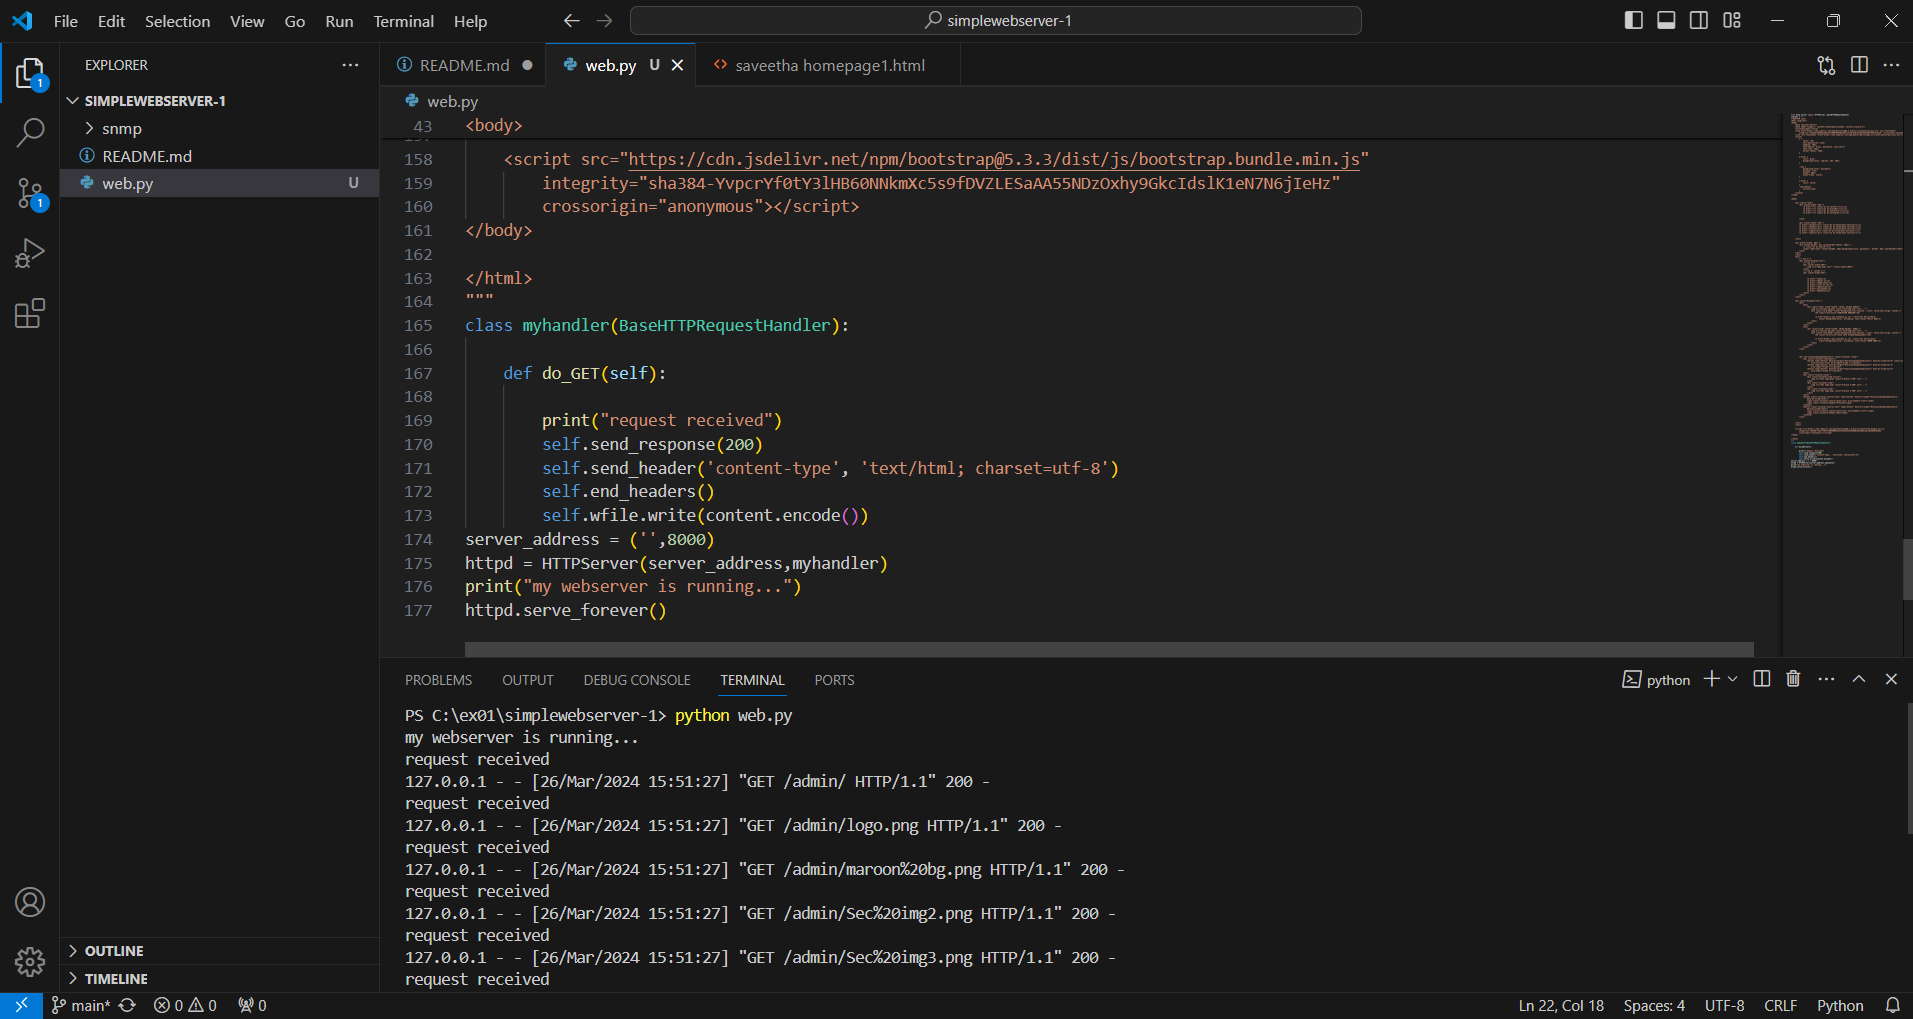 File Edit Selection View Go Run Terminal Help
simplewebserver-1
EXPLORER
SIMPLEWEBSERVER-1
snmp
README.md
web.py U
OUTLINE
TIMELINE
1
1
README.md
web.py U
saveetha homepage1.html
web.py
43 <body>
158 <script src="https://cdn.jsdelivr.net/npm/bootstrap@5.3.3/dist/js/bootstrap.bundle.min.js"
159 integrity="sha384-YvpcrYf0tY3lHB60NNkmXc5s9fDVZLESaAA55NDzOxhy9GkcIdslK1eN7N6jIeHz"
160 crossorigin="anonymous"></script>
161 </body>
162
163 </html>
164 """
165 class myhandler(BaseHTTPRequestHandler):
166
167 def do_GET(self):
168
169 print("request received")
170 self.send_response(200)
171 self.send_header('content-type', 'text/html; charset=utf-8')
172 self.end_headers()
173 self.wfile.write(content.encode())
174 server_address = ('',8000)
175 httpd = HTTPServer(server_address,myhandler)
176 print("my webserver is running...")
177 httpd.serve_forever()
PROBLEMS OUTPUT DEBUG CONSOLE TERMINAL PORTS
python
PS C:\ex01\simplewebserver-1> python web.py
my webserver is running...
request received
127.0.0.1 - - [26/Mar/2024 15:51:27] "GET /admin/ HTTP/1.1" 200 -
request received
127.0.0.1 - - [26/Mar/2024 15:51:27] "GET /admin/logo.png HTTP/1.1" 200 -
request received
127.0.0.1 - - [26/Mar/2024 15:51:27] "GET /admin/maroon%20bg.png HTTP/1.1" 200 -
request received
127.0.0.1 - - [26/Mar/2024 15:51:27] "GET /admin/Sec%20img2.png HTTP/1.1" 200 -
request received
127.0.0.1 - - [26/Mar/2024 15:51:27] "GET /admin/Sec%20img3.png HTTP/1.1" 200 -
request received
main* 0 0 0
Ln 22, Col 18 Spaces: 4 UTF-8 CRLF Python